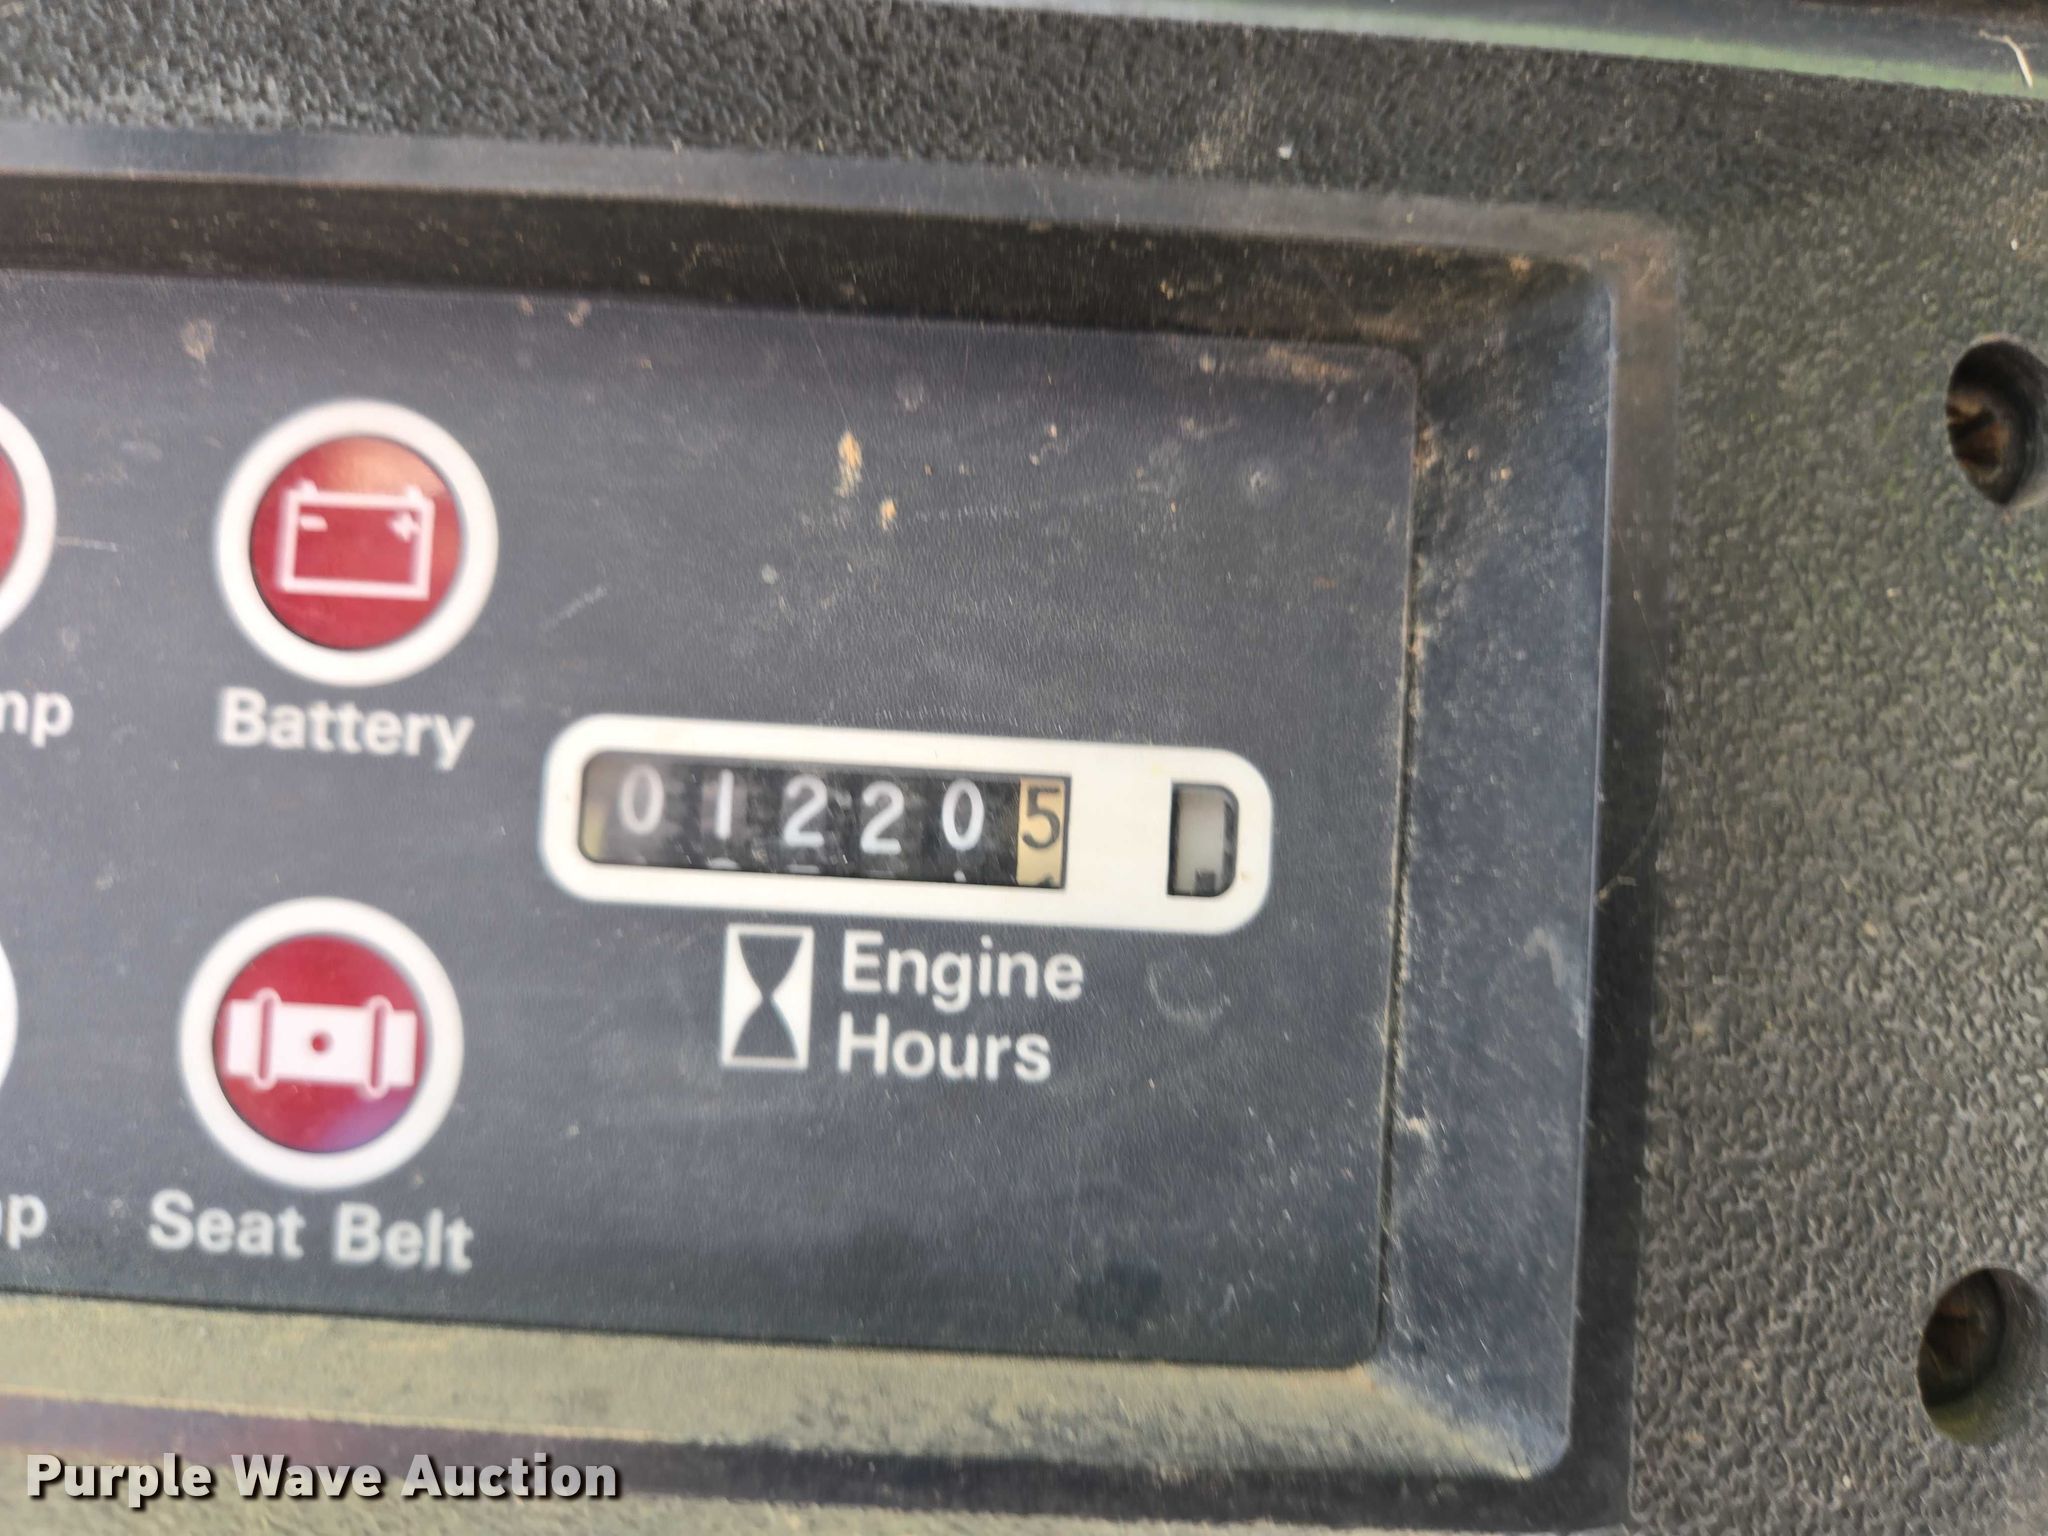 mp
Battery
012205
Engine
Hours
p
Seat Belt
Purple Wave Auction